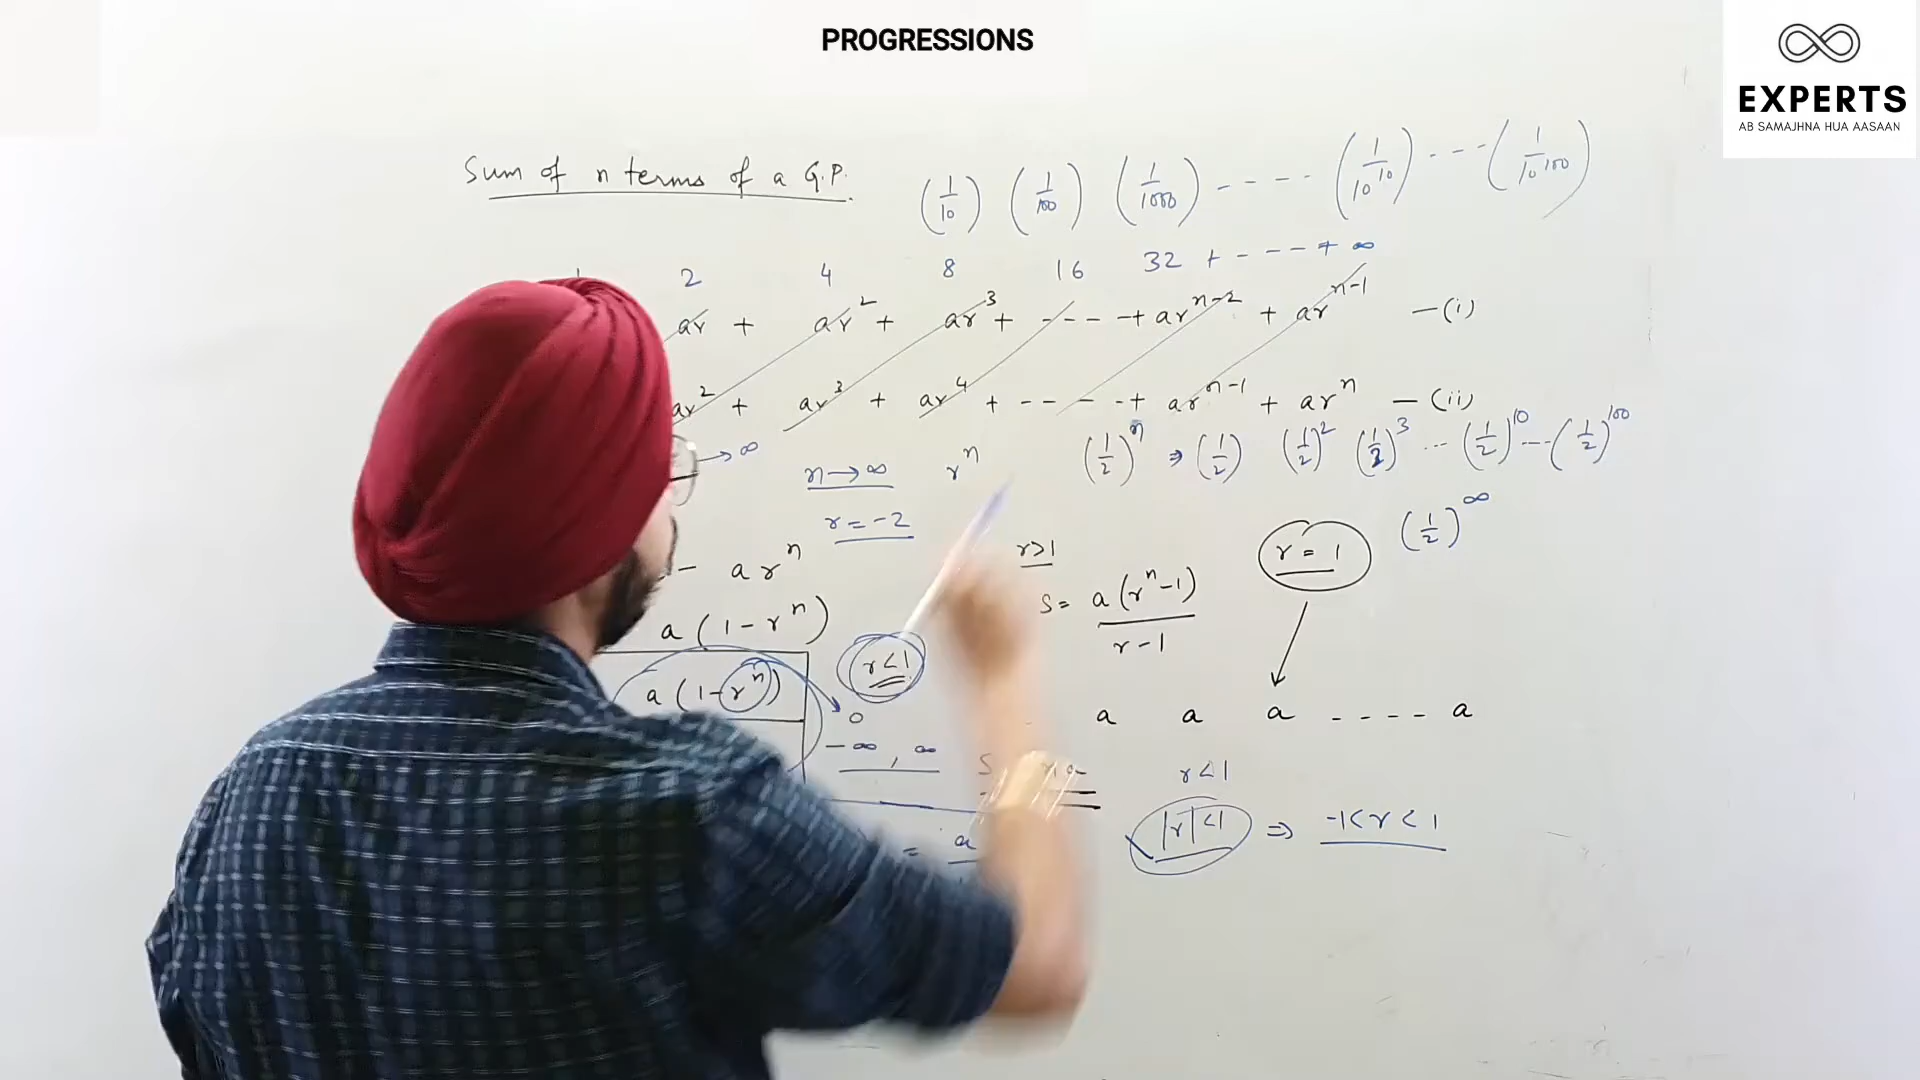 PROGRESSIONS
EXPERTS
AB SAMAJHNA HUA AASAAN
Sum of n terms of a G.P.
(1/10) (1/100) (1/1000) ----- (1/10^10) --- (1/10^100)
2 4 8 16 32 + ---- + ∞
ar + ar^2 + ar^3 + ---- + ar^n-2 + ar^n-1 —(i)
ar^2 + ar^3 + ar^4 + -- - -+ ar^n-1 + ar^n — (ii)
→ ∞ n → ∞ r^n (1/2)^n ⇒ (1/2) (1/2)^2 (1/2)^3 -- (1/2)^10 --- (1/2)^100
r = -2 (1/2)^∞
- ar^n r>1 r = 1
a (1 - r^n) S = a(r^n-1)/r-1
r<1
a (1-r^n)
0 a a a ---- a
-∞, ∞ S
r<1
= a |r|<1 ⇒ -1< r < 1